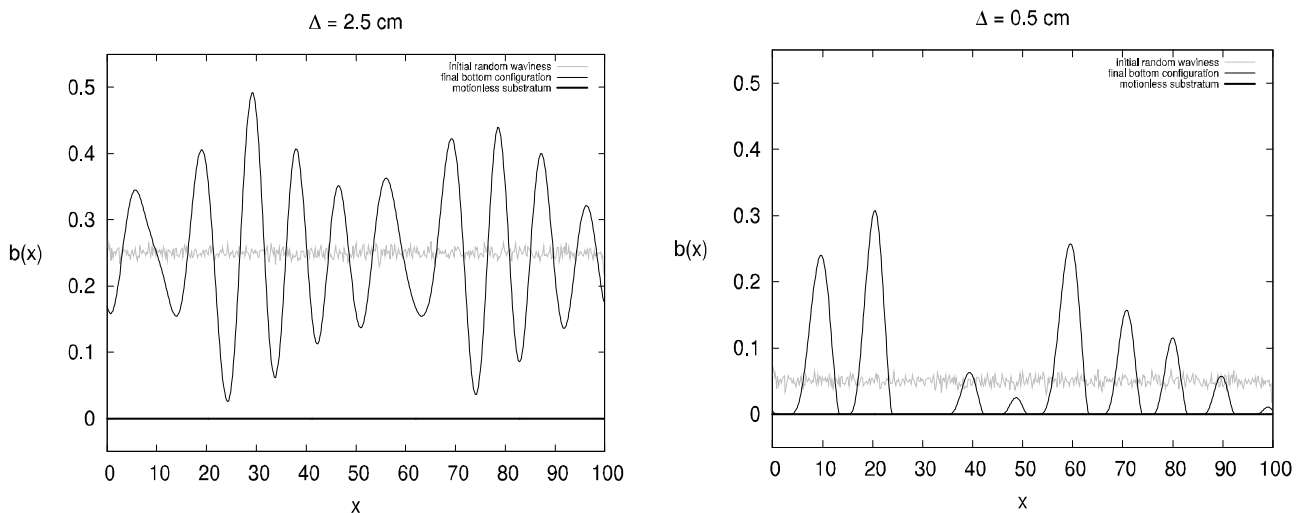 Δ = 2.5 cm
initial random waviness
final bottom configuration
motionless substratum
0.5
0.4
0.3
0.2
0.1
0
b(x)
0 10 20 30 40 50 60 70 80 90 100
x
Δ = 0.5 cm
initial random waviness
final bottom configuration
motionless substratum
0.5
0.4
0.3
0.2
0.1
0
b(x)
0 10 20 30 40 50 60 70 80 90 100
x